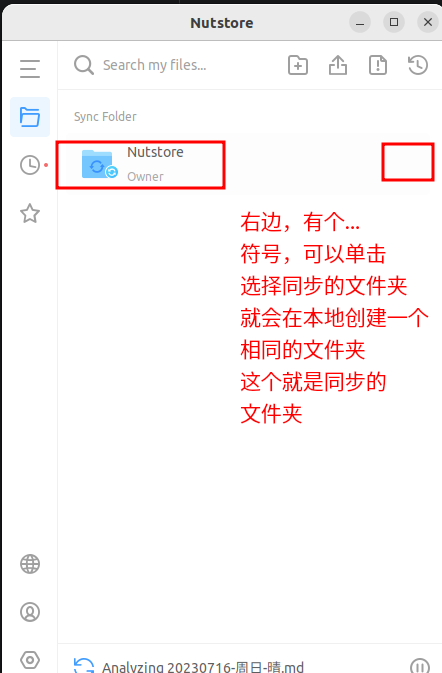 Nutstore
Search my files...
Sync Folder
Nutstore
Owner
右边，有个...
符号，可以单击
选择同步的文件夹
就会在本地创建一个
相同的文件夹
这个就是同步的
文件夹
Analyzing 20230716-周日-晴.md